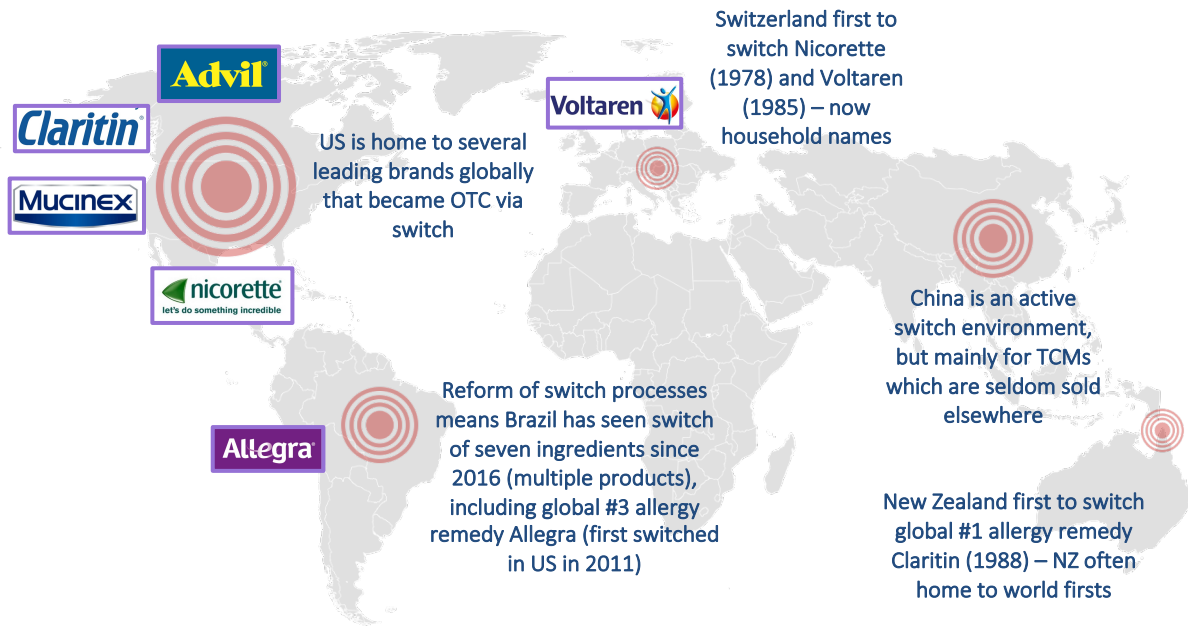 Advil®
Claritin®
Mucinex
nicorette®
let's do something incredible
US is home to several
leading brands globally
that became OTC via
switch
Voltaren
Switzerland first to
switch Nicorette
(1978) and Voltaren
(1985) – now
household names
China is an active
switch environment,
but mainly for TCMs
which are seldom sold
elsewhere
Allegra®
Reform of switch processes
means Brazil has seen switch
of seven ingredients since
2016 (multiple products),
including global #3 allergy
remedy Allegra (first switched
in US in 2011)
New Zealand first to switch
global #1 allergy remedy
Claritin (1988) – NZ often
home to world firsts